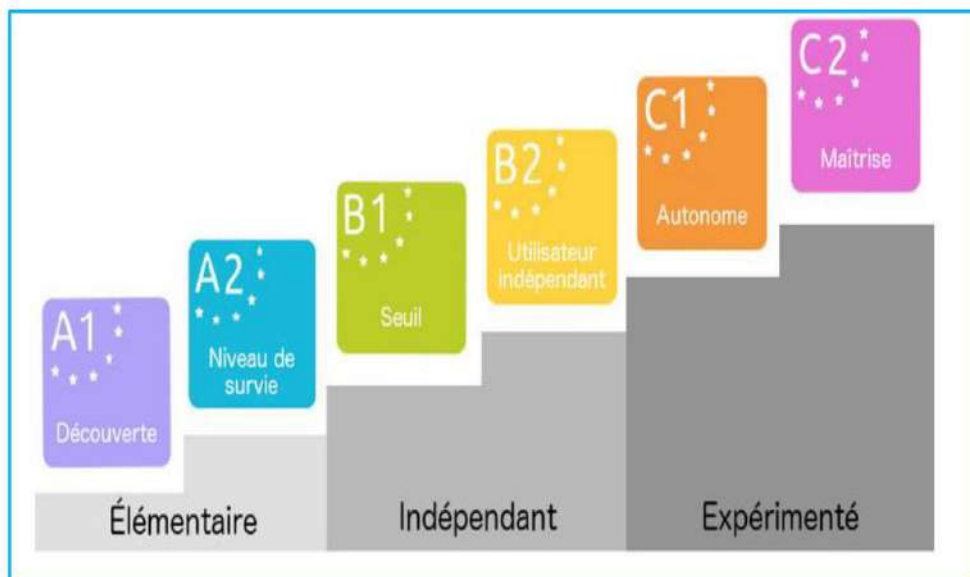 A1
Découverte
A2
Niveau de
survie
B1
Seuil
B2
Utilisateur
indépendant
C1
Autonome
C2
Maîtrise
Élémentaire
Indépendant
Expérimenté